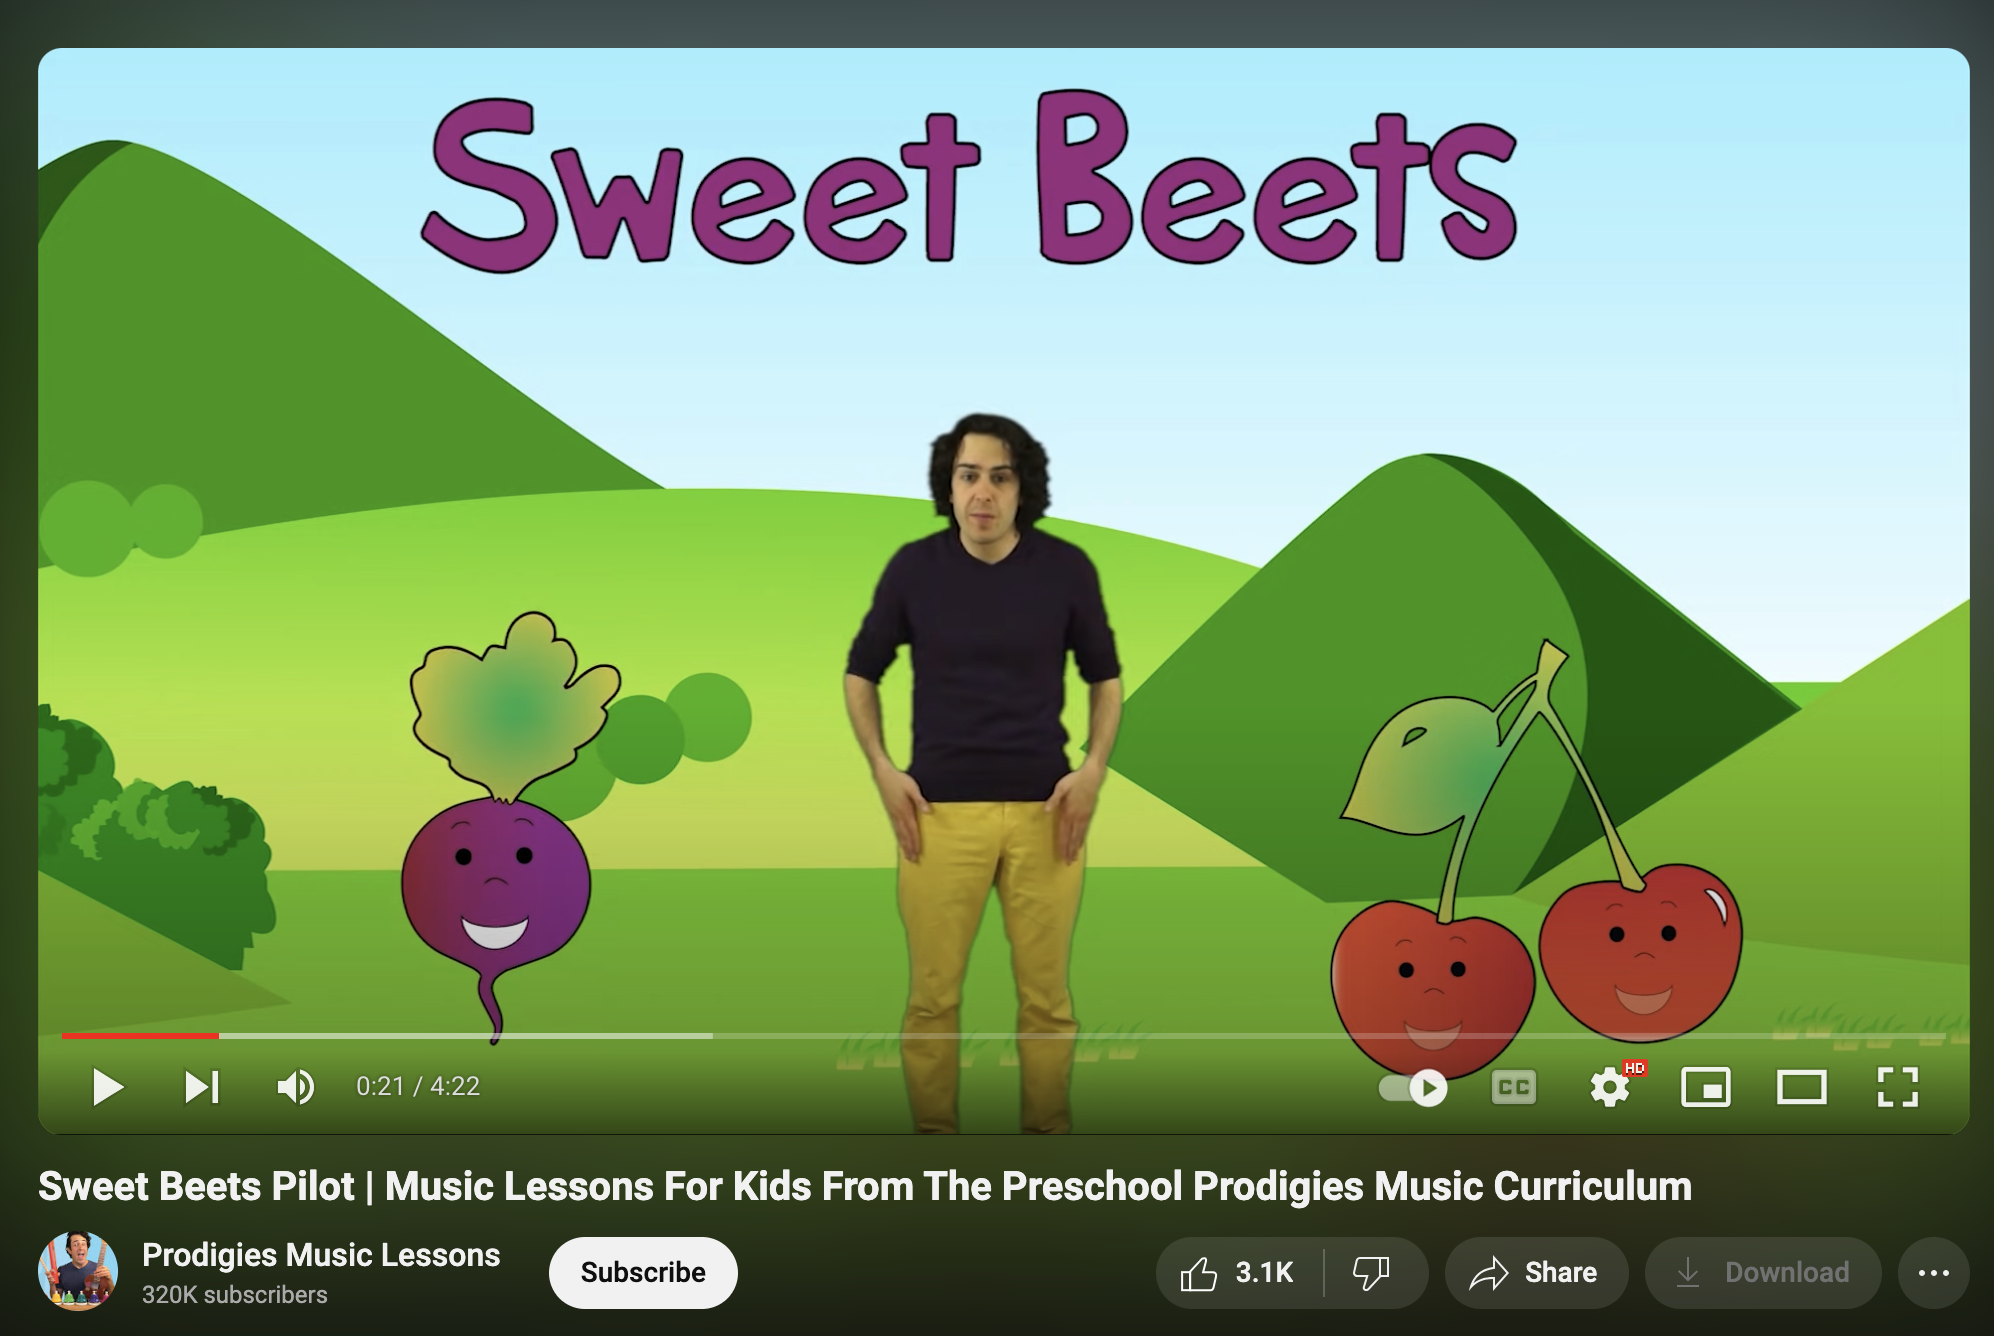 Sweet Beets
0:21 / 4:22
CC
HD
Sweet Beets Pilot | Music Lessons For Kids From The Preschool Prodigies Music Curriculum
Prodigies Music Lessons
320K subscribers
Subscribe
3.1K
Share
Download